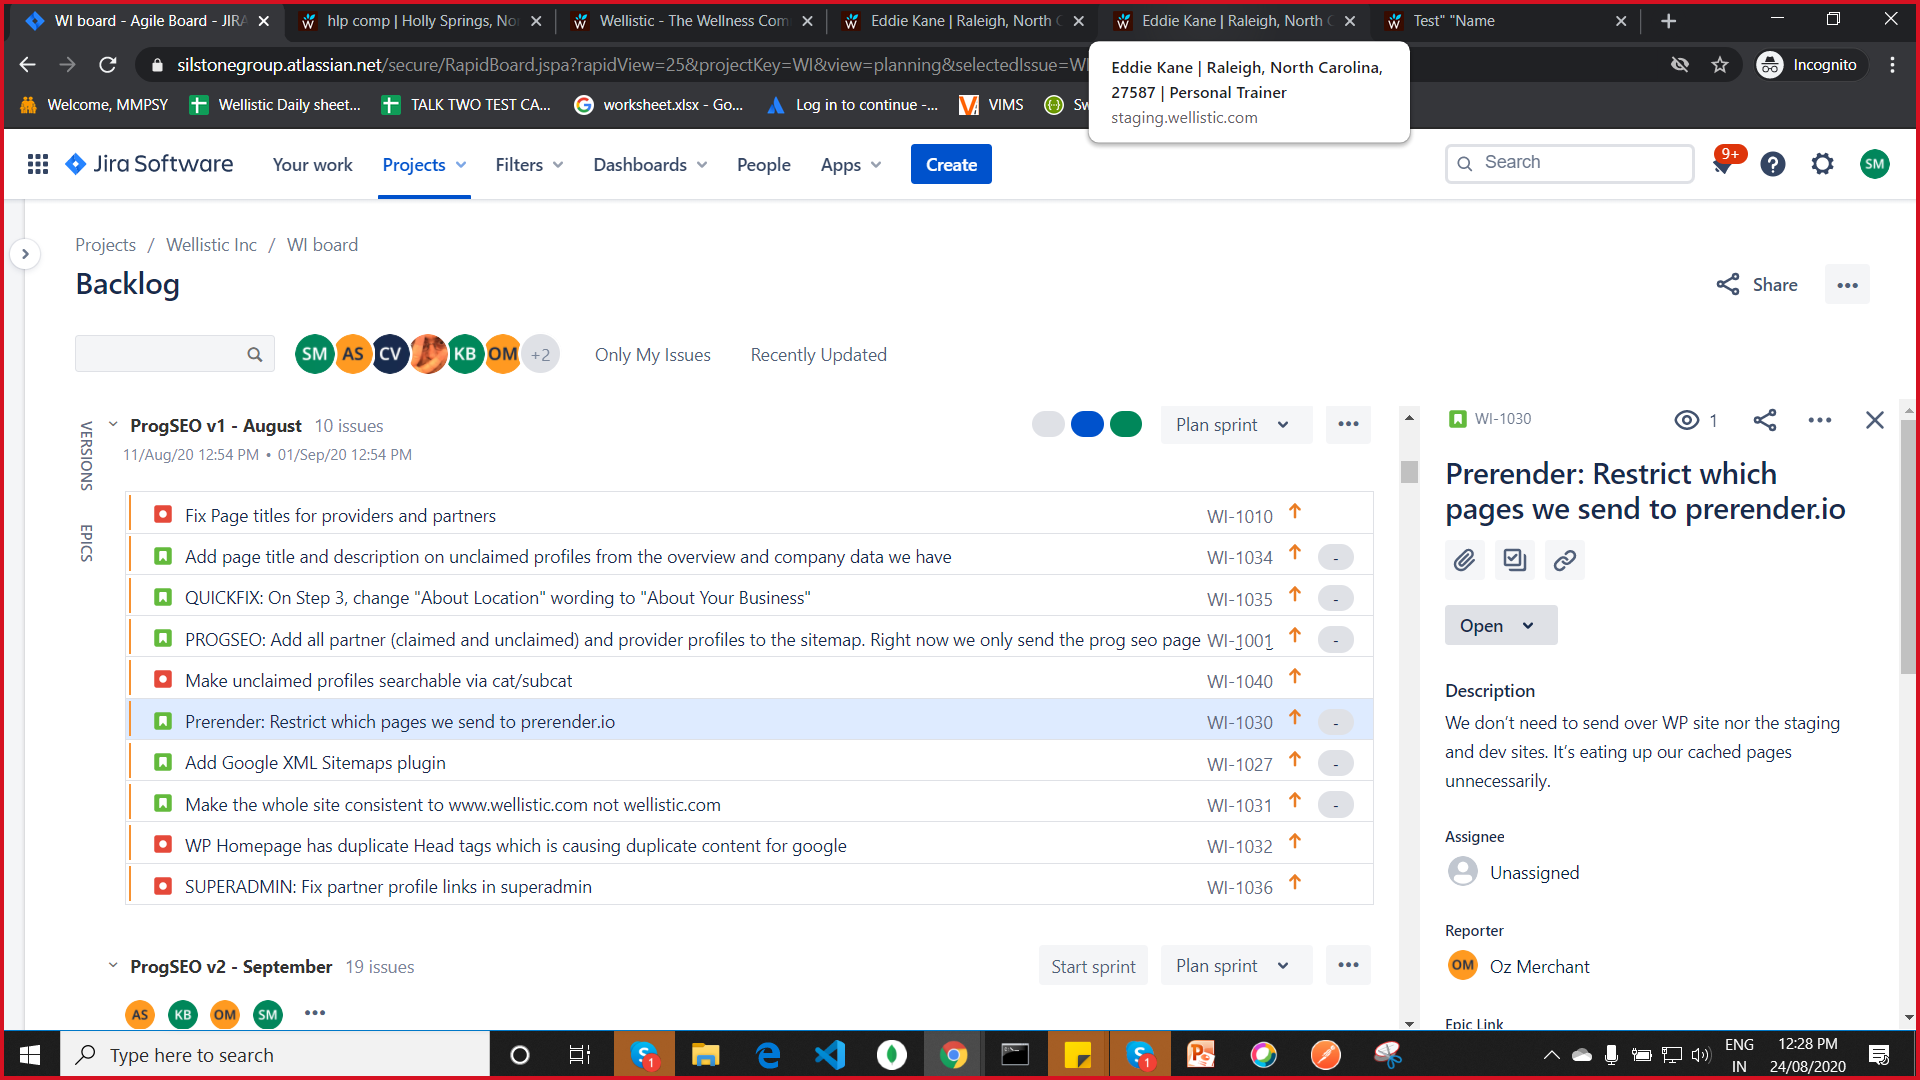 WI board - Agile Board - JIRA
hlp comp | Holly Springs, No
Wellistic - The Wellness Com
Eddie Kane | Raleigh, North C
Eddie Kane | Raleigh, North C
Test" "Name
silstonegroup.atlassian.net/secure/RapidBoard.jspa?rapidView=25&projectKey=WI&view=planning&selectedIssue=WI
Incognito
Eddie Kane | Raleigh, North Carolina,
27587 | Personal Trainer
staging.wellistic.com
Welcome, MMPSY
Wellistic Daily sheet...
TALK TWO TEST CA...
worksheet.xlsx - Go...
Log in to continue -...
VIMS
Sw
Jira Software
Your work
Projects
Filters
Dashboards
People
Apps
Create
Search
9+
SM
Projects / Wellistic Inc / WI board
Backlog
Share
SM AS CV KB OM +2
Only My Issues
Recently Updated
VERSIONS
EPICS
ProgSEO v1 - August 10 issues
Plan sprint
11/Aug/20 12:54 PM • 01/Sep/20 12:54 PM
Fix Page titles for providers and partners WI-1010
Add page title and description on unclaimed profiles from the overview and company data we have WI-1034 -
QUICKFIX: On Step 3, change "About Location" wording to "About Your Business" WI-1035 -
PROGSEO: Add all partner (claimed and unclaimed) and provider profiles to the sitemap. Right now we only send the prog seo page WI-1001 -
Make unclaimed profiles searchable via cat/subcat WI-1040
Prerender: Restrict which pages we send to prerender.io WI-1030 -
Add Google XML Sitemaps plugin WI-1027 -
Make the whole site consistent to www.wellistic.com not wellistic.com WI-1031 -
WP Homepage has duplicate Head tags which is causing duplicate content for google WI-1032
SUPERADMIN: Fix partner profile links in superadmin WI-1036
ProgSEO v2 - September 19 issues
Start sprint
Plan sprint
AS KB OM SM
WI-1030
1
Prerender: Restrict which
pages we send to prerender.io
Open
Description
We don't need to send over WP site nor the staging
and dev sites. It's eating up our cached pages
unnecessarily.
Assignee
Unassigned
Reporter
OM Oz Merchant
Epic Link
Type here to search
1
1
ENG
IN
12:28 PM
24/08/2020